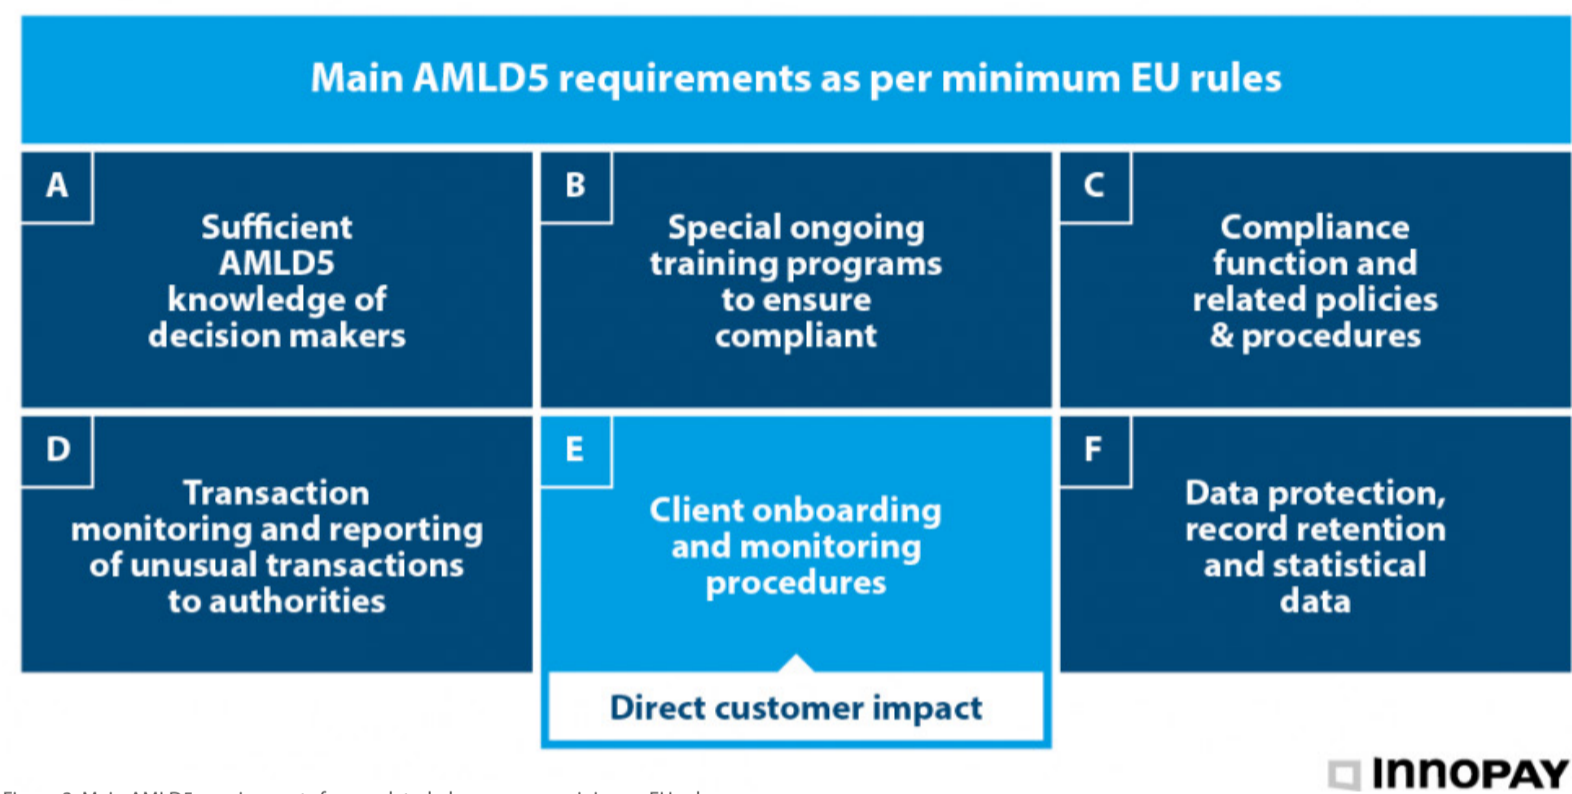 Main AMLD5 requirements as per minimum EU rules
A
Sufficient
AMLD5
knowledge of
decision makers
B
Special ongoing
training programs
to ensure
compliant
C
Compliance
function and
related policies
& procedures
D
Transaction
monitoring and reporting
of unusual transactions
to authorities
E
Client onboarding
and monitoring
procedures
Direct customer impact
F
Data protection,
record retention
and statistical
data
INNOPAY